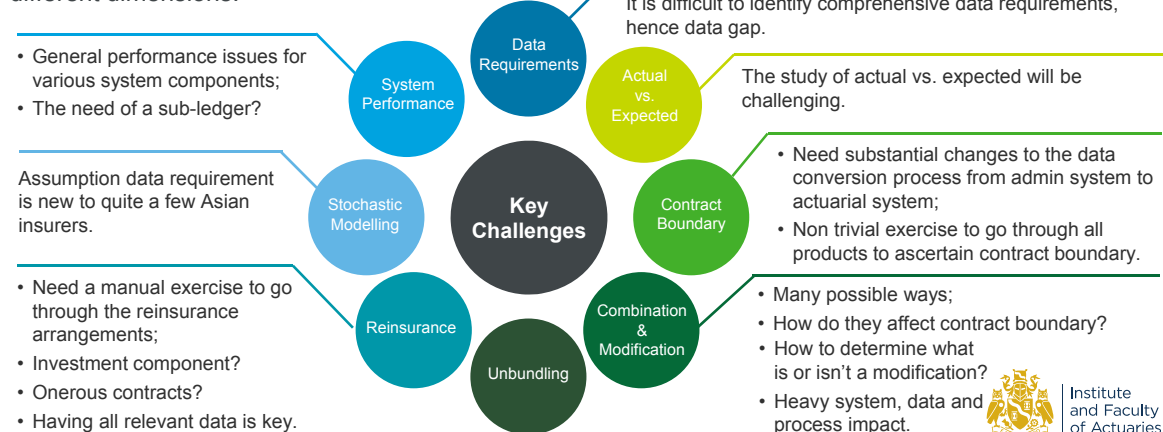 different dimensions.
It is difficult to identify comprehensive data requirements,
hence data gap.
• General performance issues for
various system components;
• The need of a sub-ledger?
System
Performance
Data
Requirements
Actual
vs.
Expected
The study of actual vs. expected will be
challenging.
Assumption data requirement
is new to quite a few Asian
insurers.
Stochastic
Modelling
Key
Challenges
Contract
Boundary
• Need substantial changes to the data
conversion process from admin system to
actuarial system;
• Non trivial exercise to go through all
products to ascertain contract boundary.
• Need a manual exercise to go
through the reinsurance
arrangements;
• Investment component?
• Onerous contracts?
• Having all relevant data is key.
Reinsurance
Unbundling
Combination
&
Modification
• Many possible ways;
• How do they affect contract boundary?
• How to determine what
is or isn't a modification?
• Heavy system, data and
process impact.
Institute
and Faculty
of Actuaries